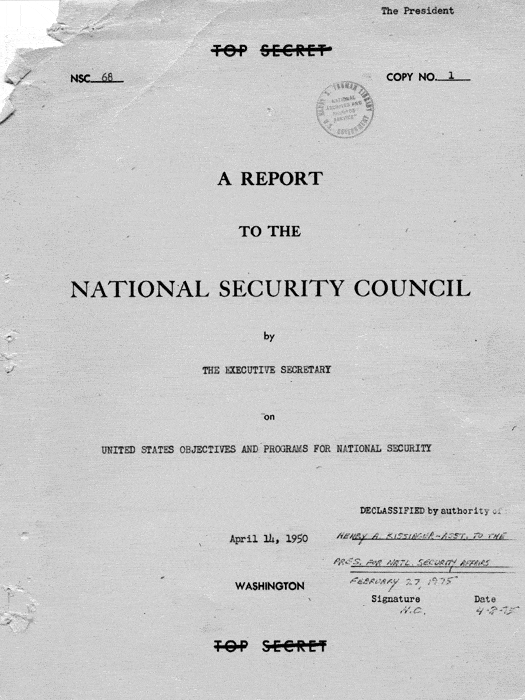 The President
TOP SECRET
NSC 68
COPY NO. 1
HARRY S. TRUMAN LIBRARY
NATIONAL
ARCHIVES AND
RECORDS
SERVICE
U.S. GOVERNMENT
A REPORT
TO THE
NATIONAL SECURITY COUNCIL
by
THE EXECUTIVE SECRETARY
on
UNITED STATES OBJECTIVES AND PROGRAMS FOR NATIONAL SECURITY
DECLASSIFIED by authority of
HENRY A. KISSINGER-ASST. TO THE
April 14, 1950
PRES. FOR NATL. SECURITY AFFAIRS
FEBRUARY 27, 1975
WASHINGTON
Signature Date
H.C. 4-8-75
TOP SECRET